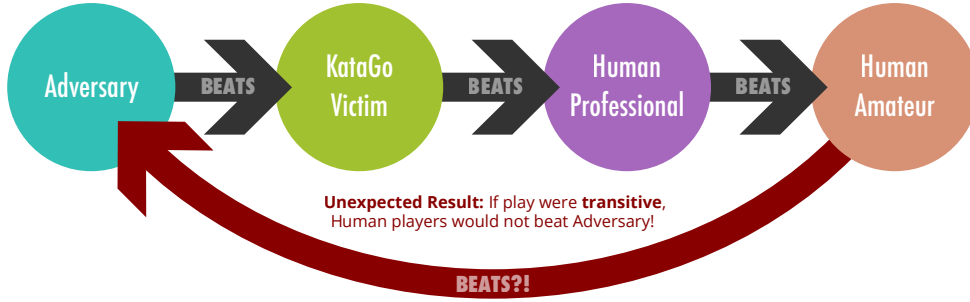 Adversary
BEATS
KataGo
Victim
BEATS
Human
Professional
BEATS
Human
Amateur
Unexpected Result: If play were transitive,
Human players would not beat Adversary!
BEATS?!